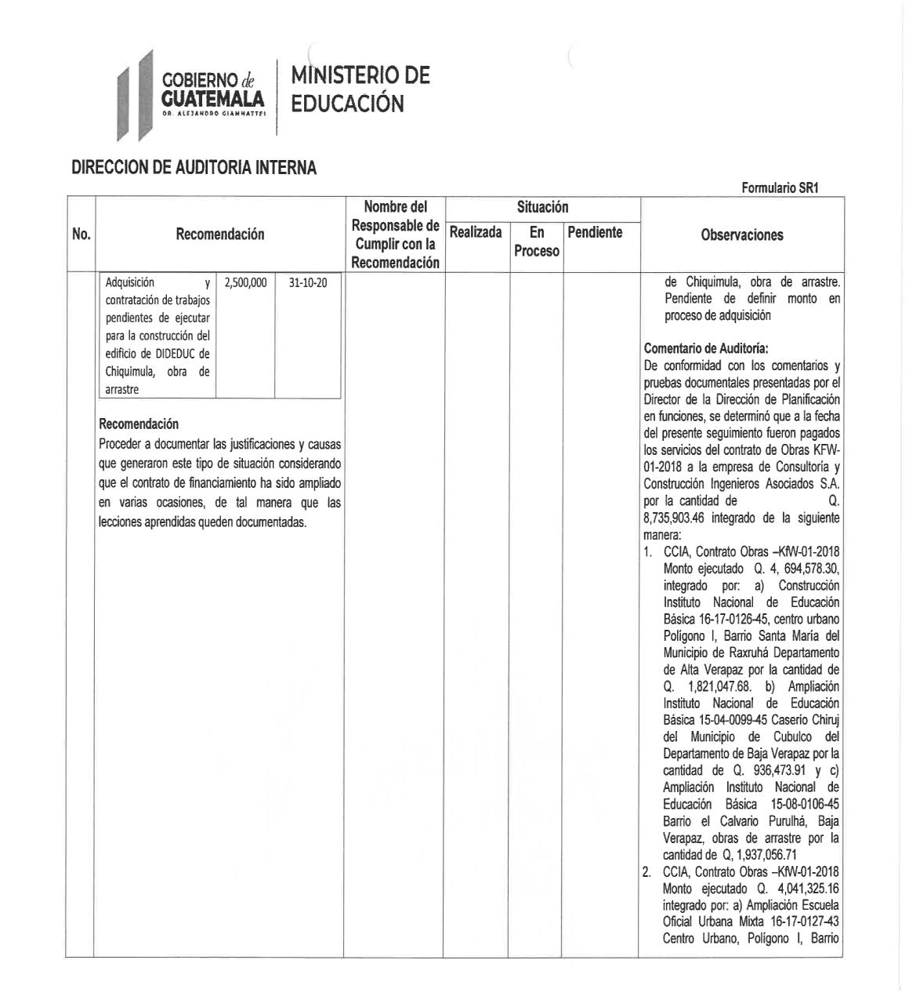 GOBIERNO de
GUATEMALA
DR. ALEJANDRO GIAMMATTEI
MINISTERIO DE
EDUCACIÓN
DIRECCION DE AUDITORIA INTERNA
Formulario SR1
No.
Recomendación
Nombre del
Responsable de
Cumplir con la
Recomendación
Situación
Realizada
En
Proceso
Pendiente
Observaciones
Adquisición y
contratación de trabajos
pendientes de ejecutar
para la construcción del
edificio de DIDEDUC de
Chiquimula, obra de
arrastre
2,500,000
31-10-20
Recomendación
Proceder a documentar las justificaciones y causas
que generaron este tipo de situación considerando
que el contrato de financiamiento ha sido ampliado
en varias ocasiones, de tal manera que las
lecciones aprendidas queden documentadas.
de Chiquimula, obra de arrastre.
Pendiente de definir monto en
proceso de adquisición
Comentario de Auditoría:
De conformidad con los comentarios y
pruebas documentales presentadas por el
Director de la Dirección de Planificación
en funciones, se determinó que a la fecha
del presente seguimiento fueron pagados
los servicios del contrato de Obras KFW-
01-2018 a la empresa de Consultoría y
Construcción Ingenieros Asociados S.A.
por la cantidad de Q.
8,735,903.46 integrado de la siguiente
manera:
1. CCIA, Contrato Obras –KfW-01-2018
Monto ejecutado Q. 4, 694,578.30,
integrado por: a) Construcción
Instituto Nacional de Educación
Básica 16-17-0126-45, centro urbano
Polígono I, Barrio Santa María del
Municipio de Raxruhá Departamento
de Alta Verapaz por la cantidad de
Q. 1,821,047.68. b) Ampliación
Instituto Nacional de Educación
Básica 15-04-0099-45 Caserío Chiruj
del Municipio de Cubulco del
Departamento de Baja Verapaz por la
cantidad de Q. 936,473.91 y c)
Ampliación Instituto Nacional de
Educación Básica 15-08-0106-45
Barrio el Calvario Purulhá, Baja
Verapaz, obras de arrastre por la
cantidad de Q, 1,937,056.71
2. CCIA, Contrato Obras –KfW-01-2018
Monto ejecutado Q. 4,041,325.16
integrado por: a) Ampliación Escuela
Oficial Urbana Mixta 16-17-0127-43
Centro Urbano, Polígono I, Barrio